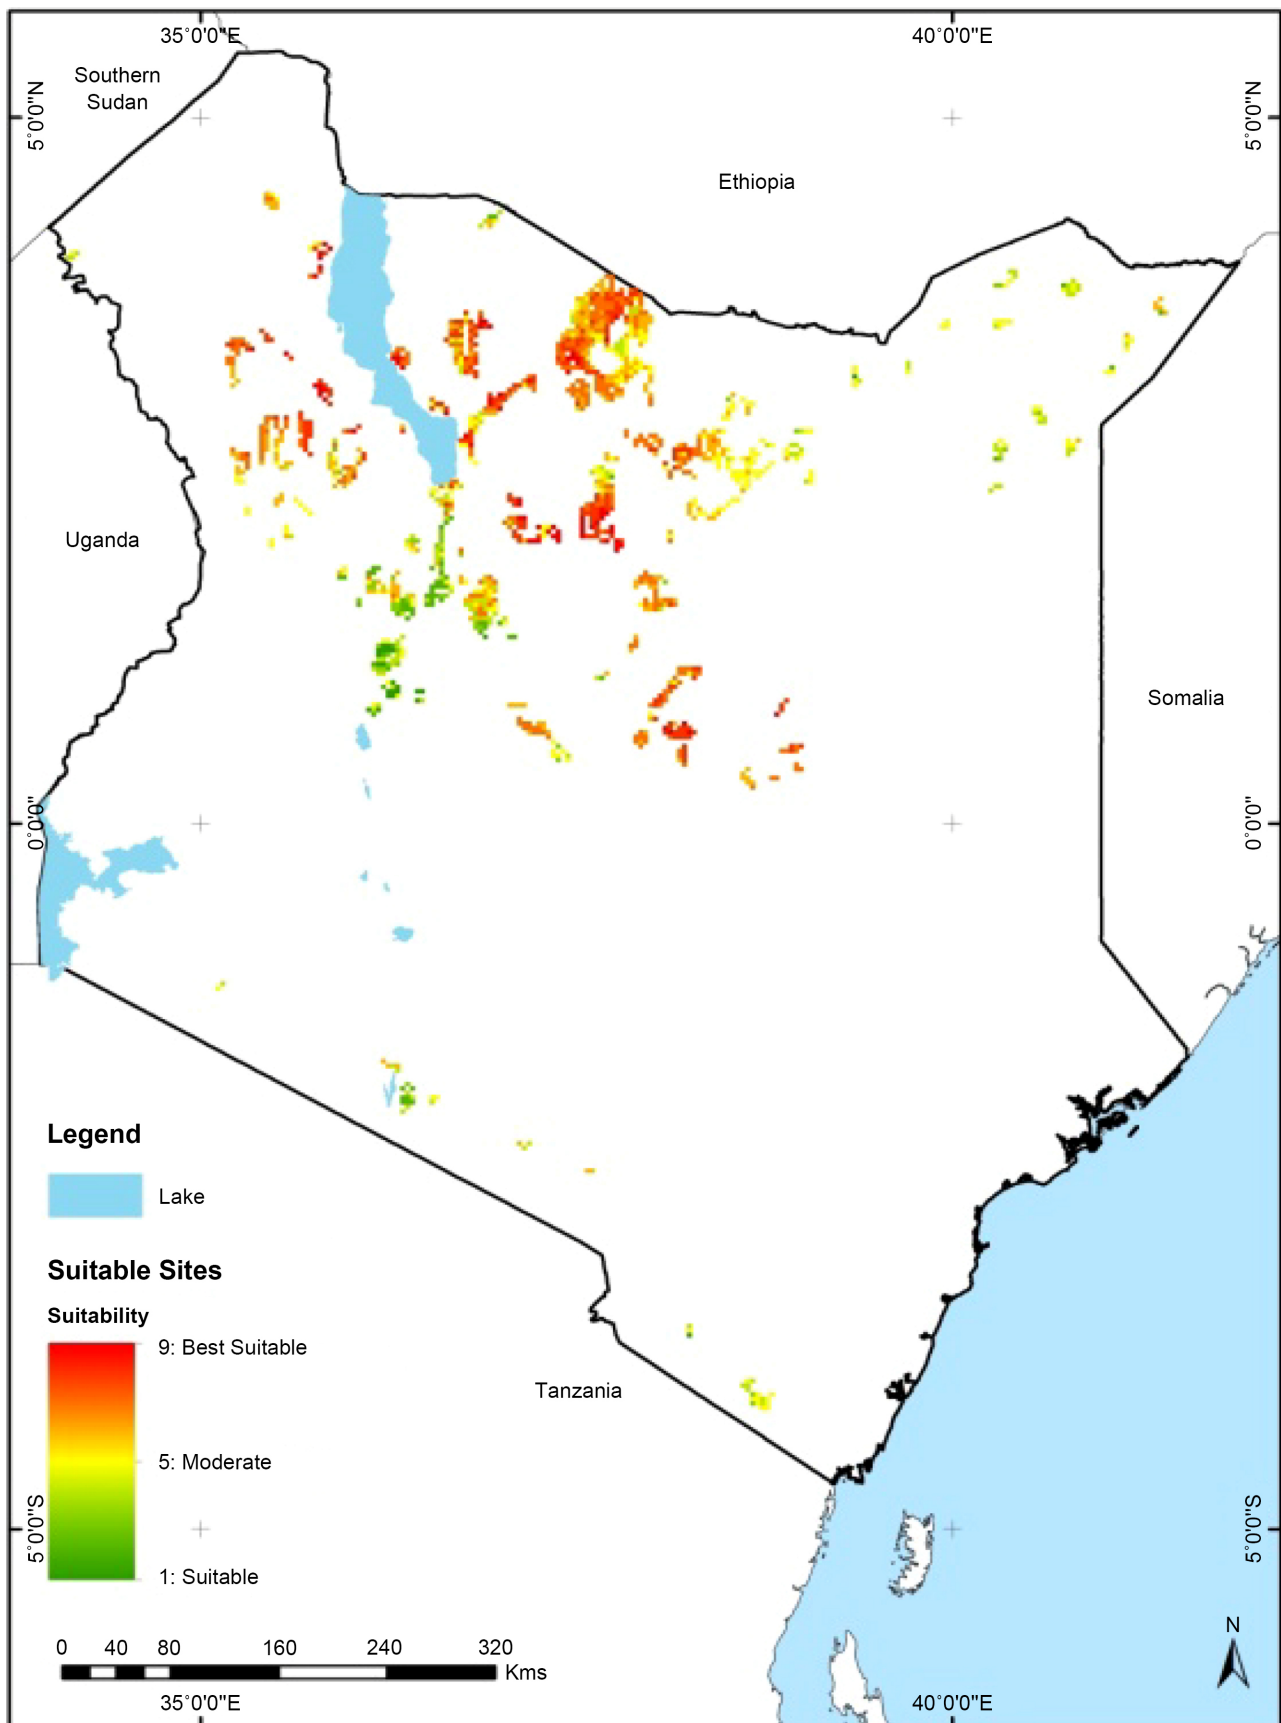 35°0'0"E
40°0'0"E
Southern
Sudan
5°0'0"N
5°0'0"N
Ethiopia
Uganda
Somalia
0°0'0"
0°0'0"
Legend
Lake
Suitable Sites
Suitability
9: Best Suitable
Tanzania
5: Moderate
5°0'0"S
5°0'0"S
1: Suitable
N
0 40 80 160 240 320
Kms
35°0'0"E
40°0'0"E